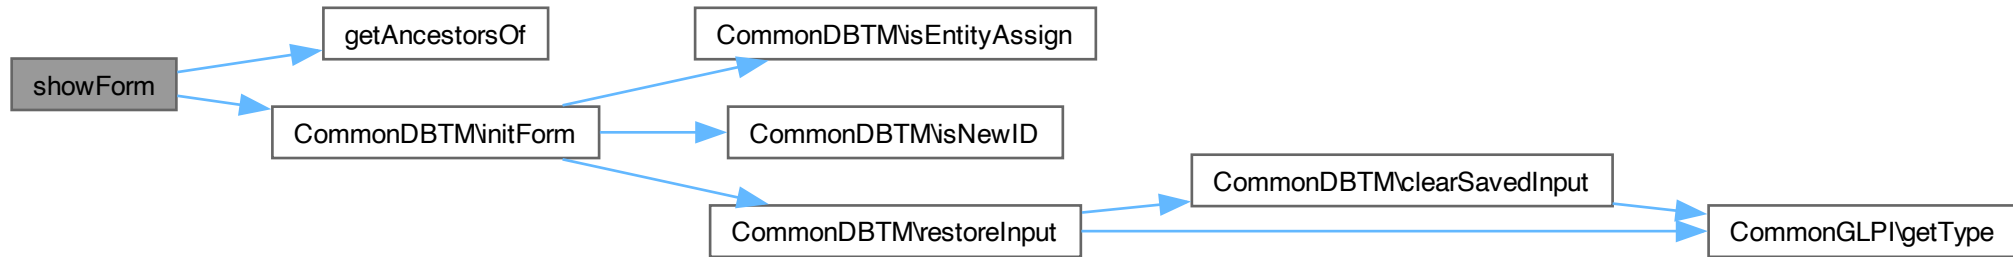 showForm
getAncestorsOf
CommonDBTM\initForm
CommonDBTM\isEntityAssign
CommonDBTM\isNewID
CommonDBTM\restoreInput
CommonDBTM\clearSavedInput
CommonGLPI\getType